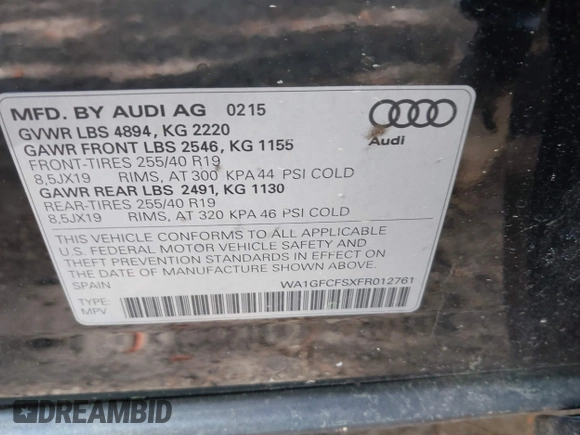 MFD. BY AUDI AG 0215
GVWR LBS 4894, KG 2220
GAWR FRONT LBS 2546, KG 1155
FRONT-TIRES 255/40 R19
8,5JX19 RIMS, AT 300 KPA 44 PSI COLD
GAWR REAR LBS 2491, KG 1130
REAR-TIRES 255/40 R19
8,5JX19 RIMS, AT 320 KPA 46 PSI COLD
Audi
THIS VEHICLE CONFORMS TO ALL APPLICABLE
U.S. FEDERAL MOTOR VEHICLE SAFETY AND
THEFT PREVENTION STANDARDS IN EFFECT ON
THE DATE OF MANUFACTURE SHOWN ABOVE.
SPAIN WA1GFCFSXFR012761
TYPE:
MPV
DREAMBID